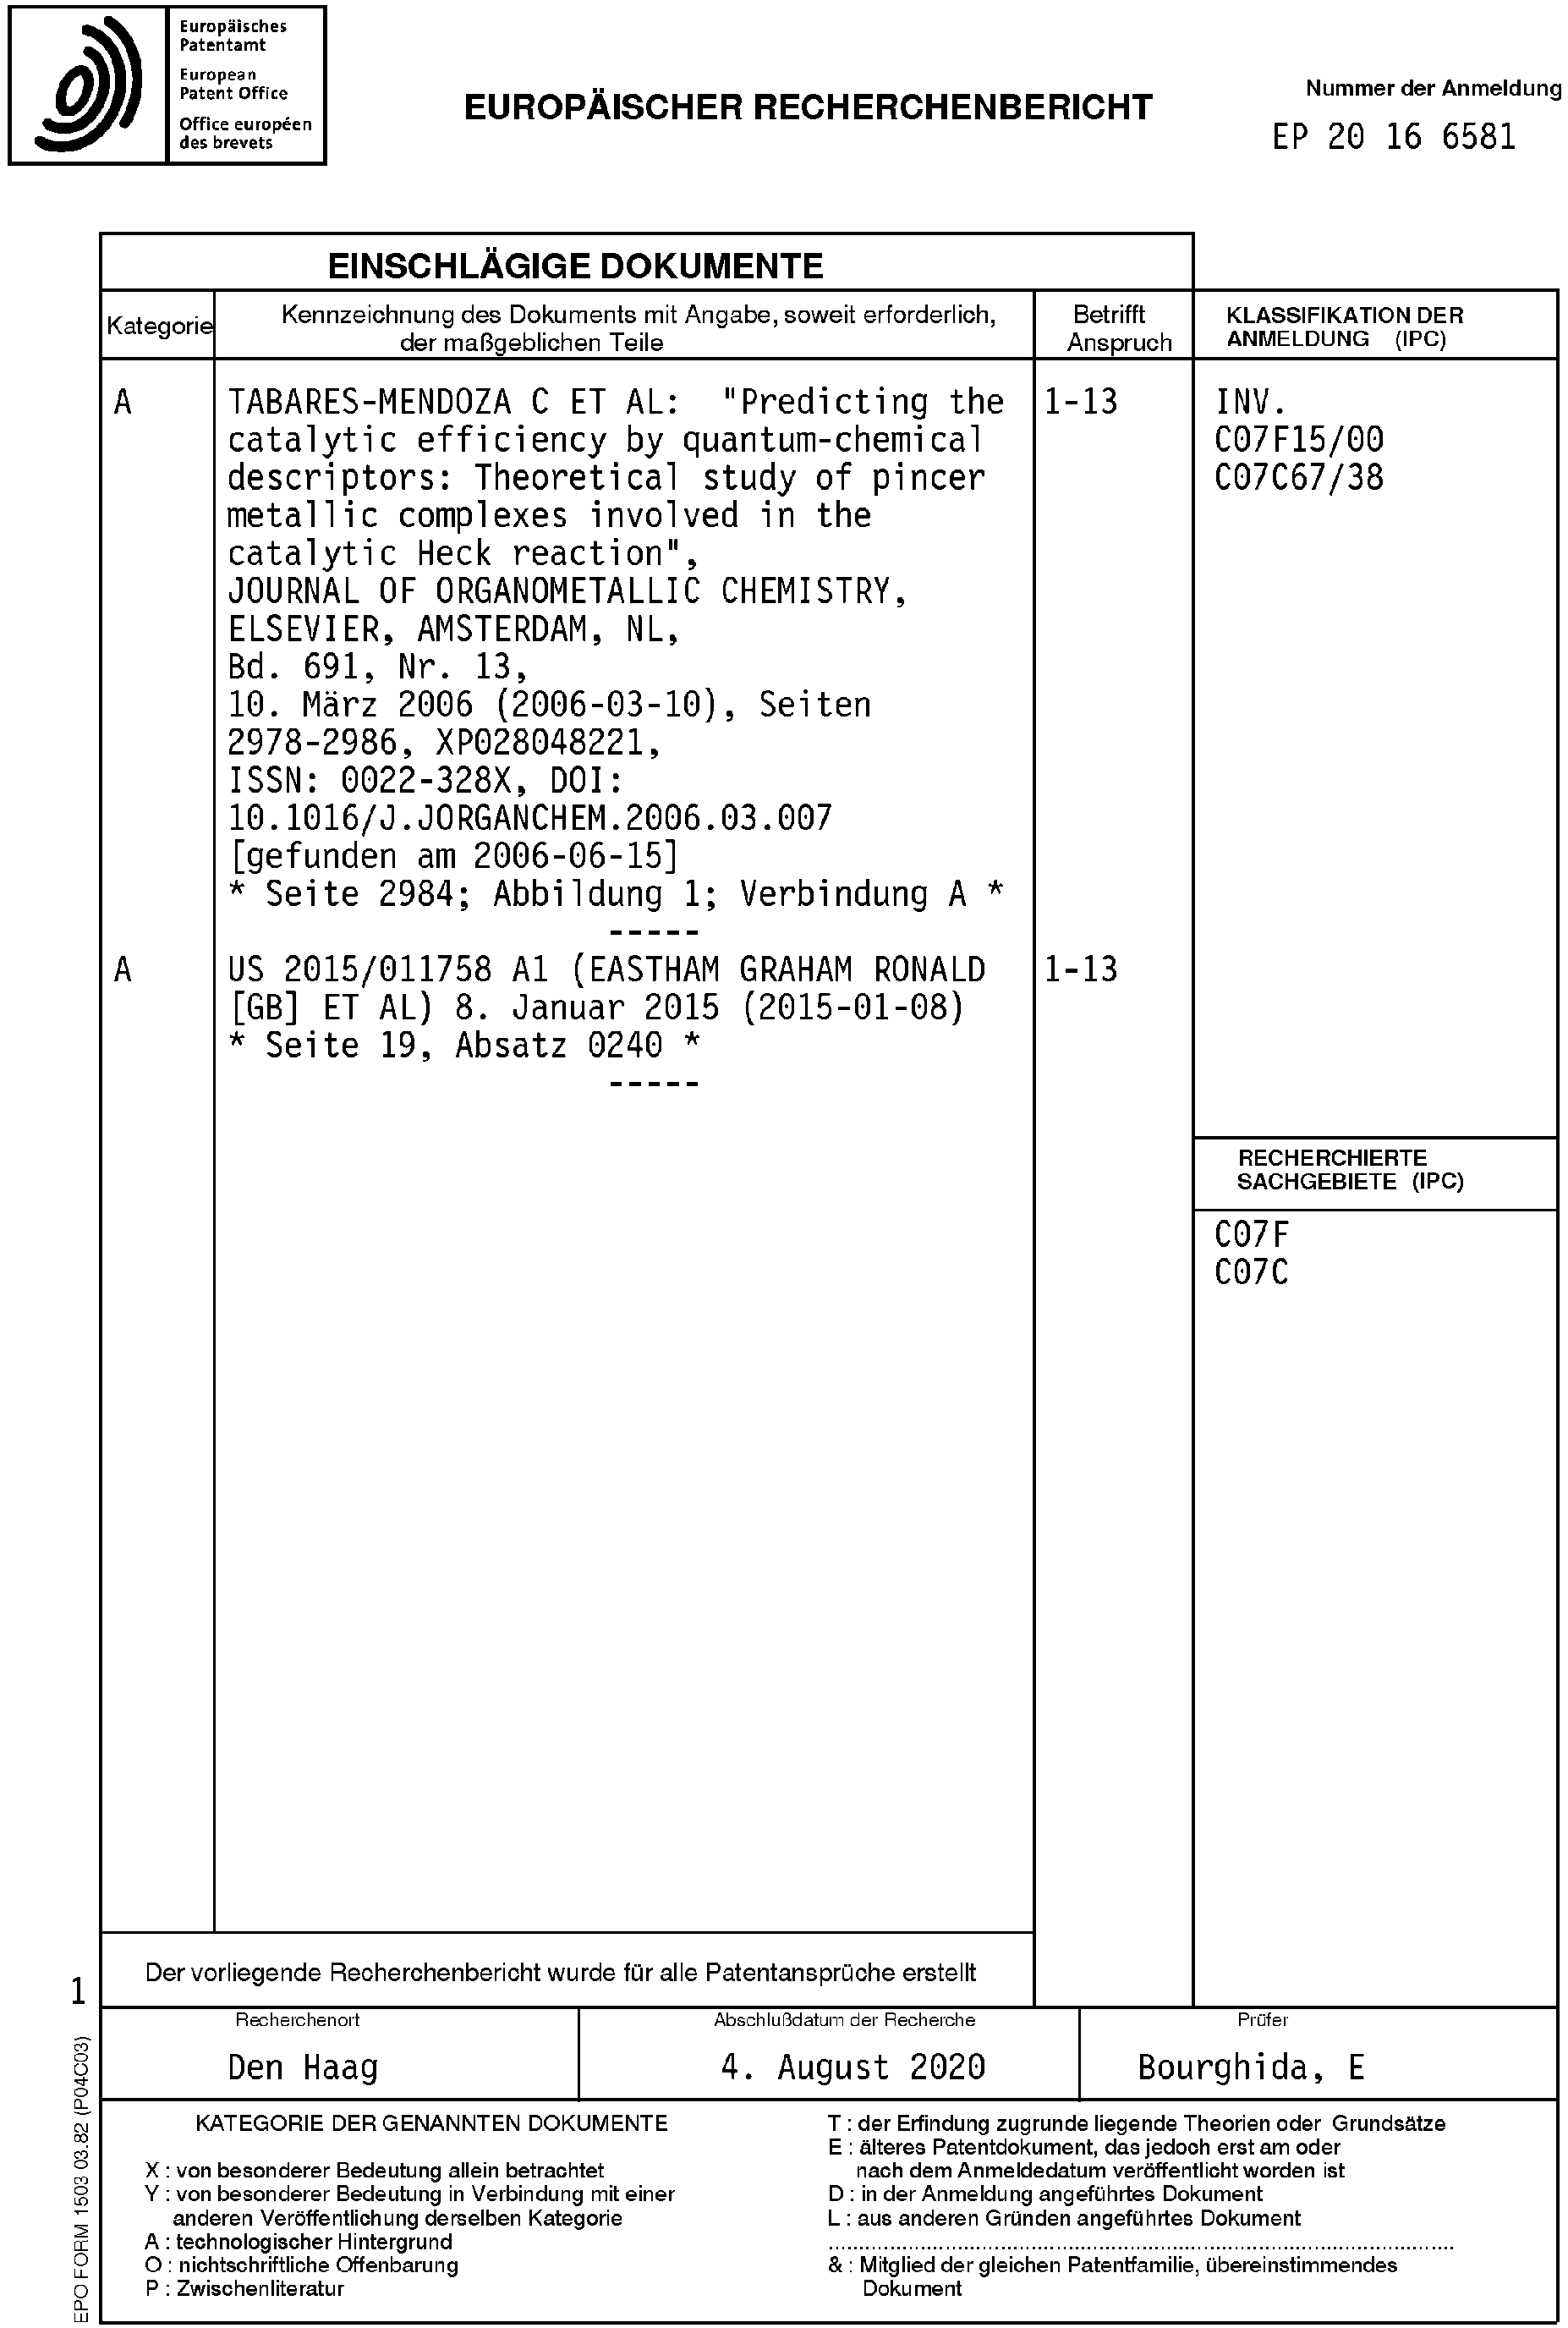 Europäisches
Patentamt
European
Patent Office
Office européen
des brevets
EUROPÄISCHER RECHERCHENBERICHT
Nummer der Anmeldung
EP 20 16 6581
EINSCHLÄGIGE DOKUMENTE
Kategorie
Kennzeichnung des Dokuments mit Angabe, soweit erforderlich,
der maßgeblichen Teile
Betrifft
Anspruch
KLASSIFIKATION DER
ANMELDUNG (IPC)
A
TABARES-MENDOZA C ET AL: "Predicting the
catalytic efficiency by quantum-chemical
descriptors: Theoretical study of pincer
metallic complexes involved in the
catalytic Heck reaction",
JOURNAL OF ORGANOMETALLIC CHEMISTRY,
ELSEVIER, AMSTERDAM, NL,
Bd. 691, Nr. 13,
10. März 2006 (2006-03-10), Seiten
2978-2986, XP028048221,
ISSN: 0022-328X, DOI:
10.1016/J.JORGANCHEM.2006.03.007
[gefunden am 2006-06-15]
* Seite 2984; Abbildung 1; Verbindung A *
-----
1-13
INV.
C07F15/00
C07C67/38
A
US 2015/011758 A1 (EASTHAM GRAHAM RONALD
[GB] ET AL) 8. Januar 2015 (2015-01-08)
* Seite 19, Absatz 0240 *
-----
1-13
RECHERCHIERTE
SACHGEBIETE (IPC)
C07F
C07C
Der vorliegende Recherchenbericht wurde für alle Patentansprüche erstellt
1
Recherchenort
Den Haag
Abschlußdatum der Recherche
4. August 2020
Prüfer
Bourghida, E
KATEGORIE DER GENANNTEN DOKUMENTE
X : von besonderer Bedeutung allein betrachtet
Y : von besonderer Bedeutung in Verbindung mit einer
anderen Veröffentlichung derselben Kategorie
A : technologischer Hintergrund
O : nichtschriftliche Offenbarung
P : Zwischenliteratur
T : der Erfindung zugrunde liegende Theorien oder Grundsätze
E : älteres Patentdokument, das jedoch erst am oder
nach dem Anmeldedatum veröffentlicht worden ist
D : in der Anmeldung angeführtes Dokument
L : aus anderen Gründen angeführtes Dokument
& : Mitglied der gleichen Patentfamilie, übereinstimmendes
Dokument
EPO FORM 1503 03.82 (P04C03)